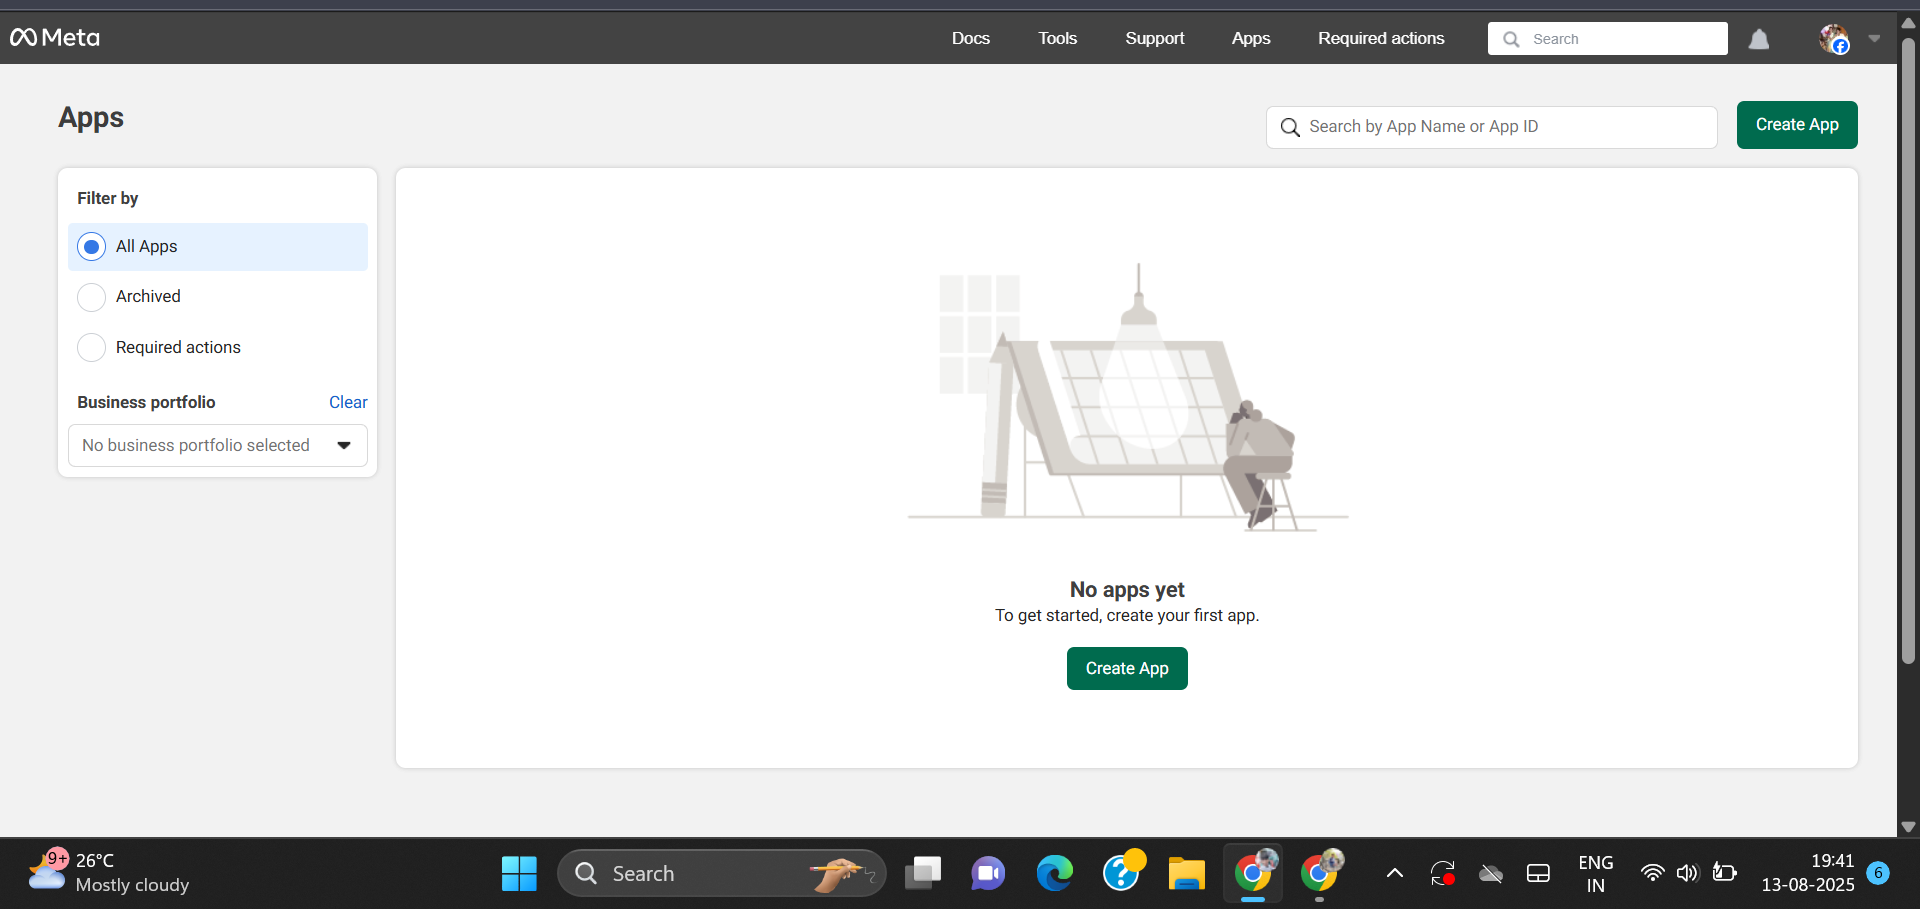 Meta
Docs
Tools
Support
Apps
Required actions
Search
Apps
Search by App Name or App ID
Create App
Filter by
All Apps
Archived
Required actions
Business portfolio
Clear
No business portfolio selected
No apps yet
To get started, create your first app.
Create App
9+
26°C
Mostly cloudy
Search
ENG
IN
19:41
13-08-2025
6